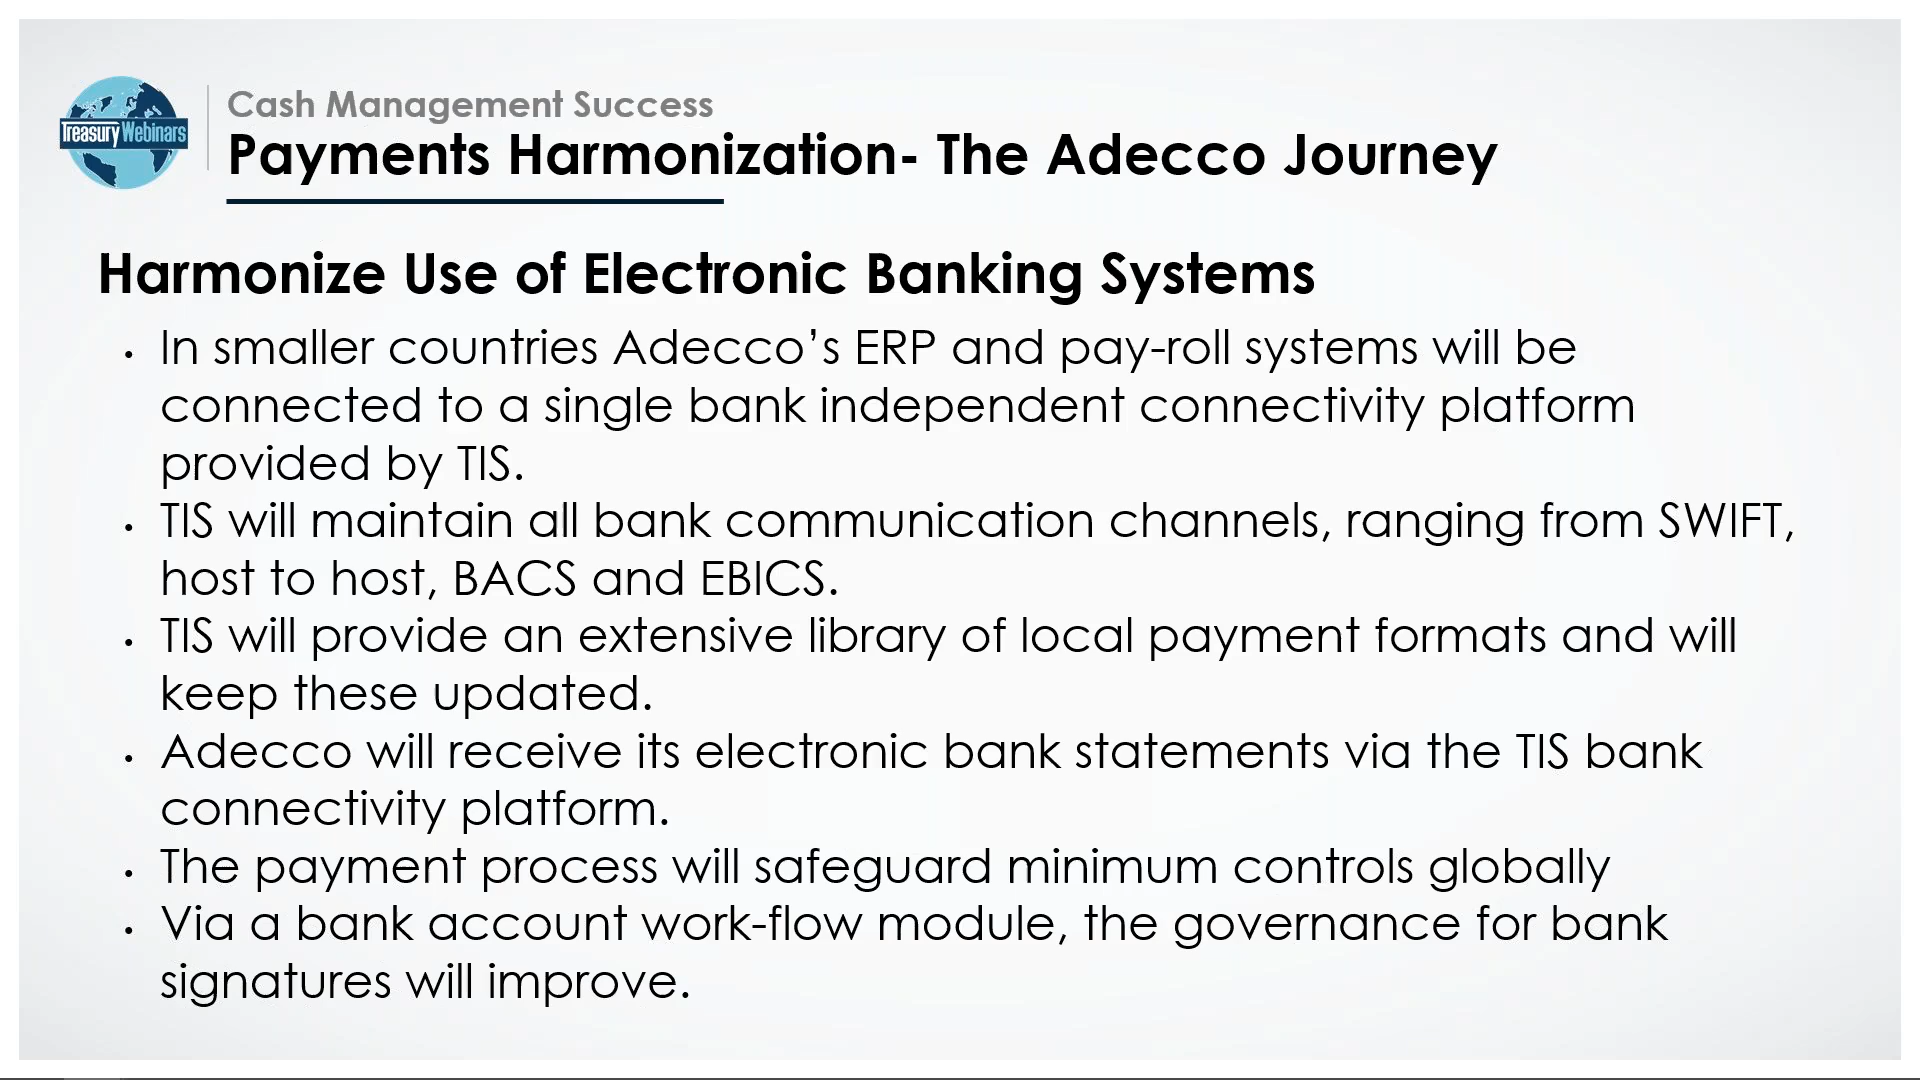 Treasury Webinars
Cash Management Success
Payments Harmonization- The Adecco Journey
Harmonize Use of Electronic Banking Systems
• In smaller countries Adecco’s ERP and pay-roll systems will be
connected to a single bank independent connectivity platform
provided by TIS.
• TIS will maintain all bank communication channels, ranging from SWIFT,
host to host, BACS and EBICS.
• TIS will provide an extensive library of local payment formats and will
keep these updated.
• Adecco will receive its electronic bank statements via the TIS bank
connectivity platform.
• The payment process will safeguard minimum controls globally
• Via a bank account work-flow module, the governance for bank
signatures will improve.